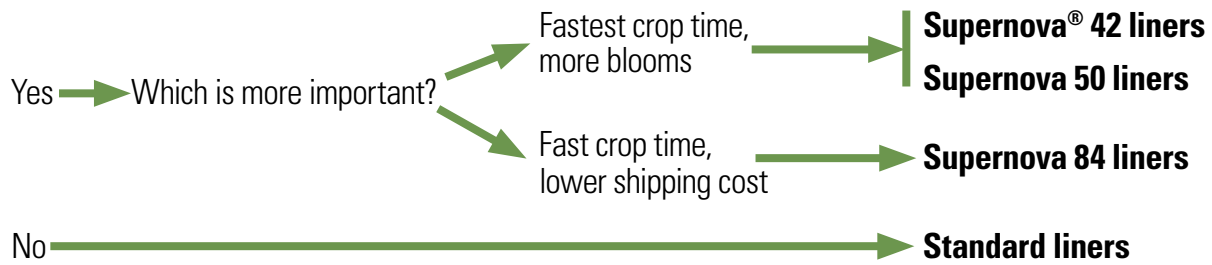 Yes
Which is more important?
Fastest crop time,
more blooms
Supernova® 42 liners
Supernova 50 liners
Fast crop time,
lower shipping cost
Supernova 84 liners
No
Standard liners